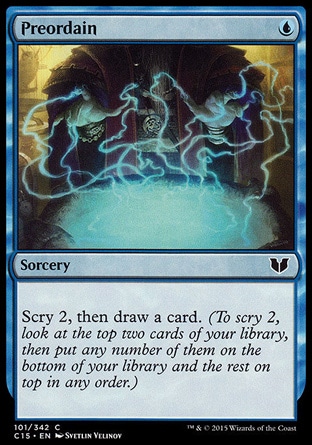 Preordain
Sorcery
Scry 2, then draw a card. (To scry 2,
look at the top two cards of your library,
then put any number of them on the
bottom of your library and the rest on
top in any order.)
101/342 C
C15 • EN Svetlin Velinov
™ & © 2015 Wizards of the Coast